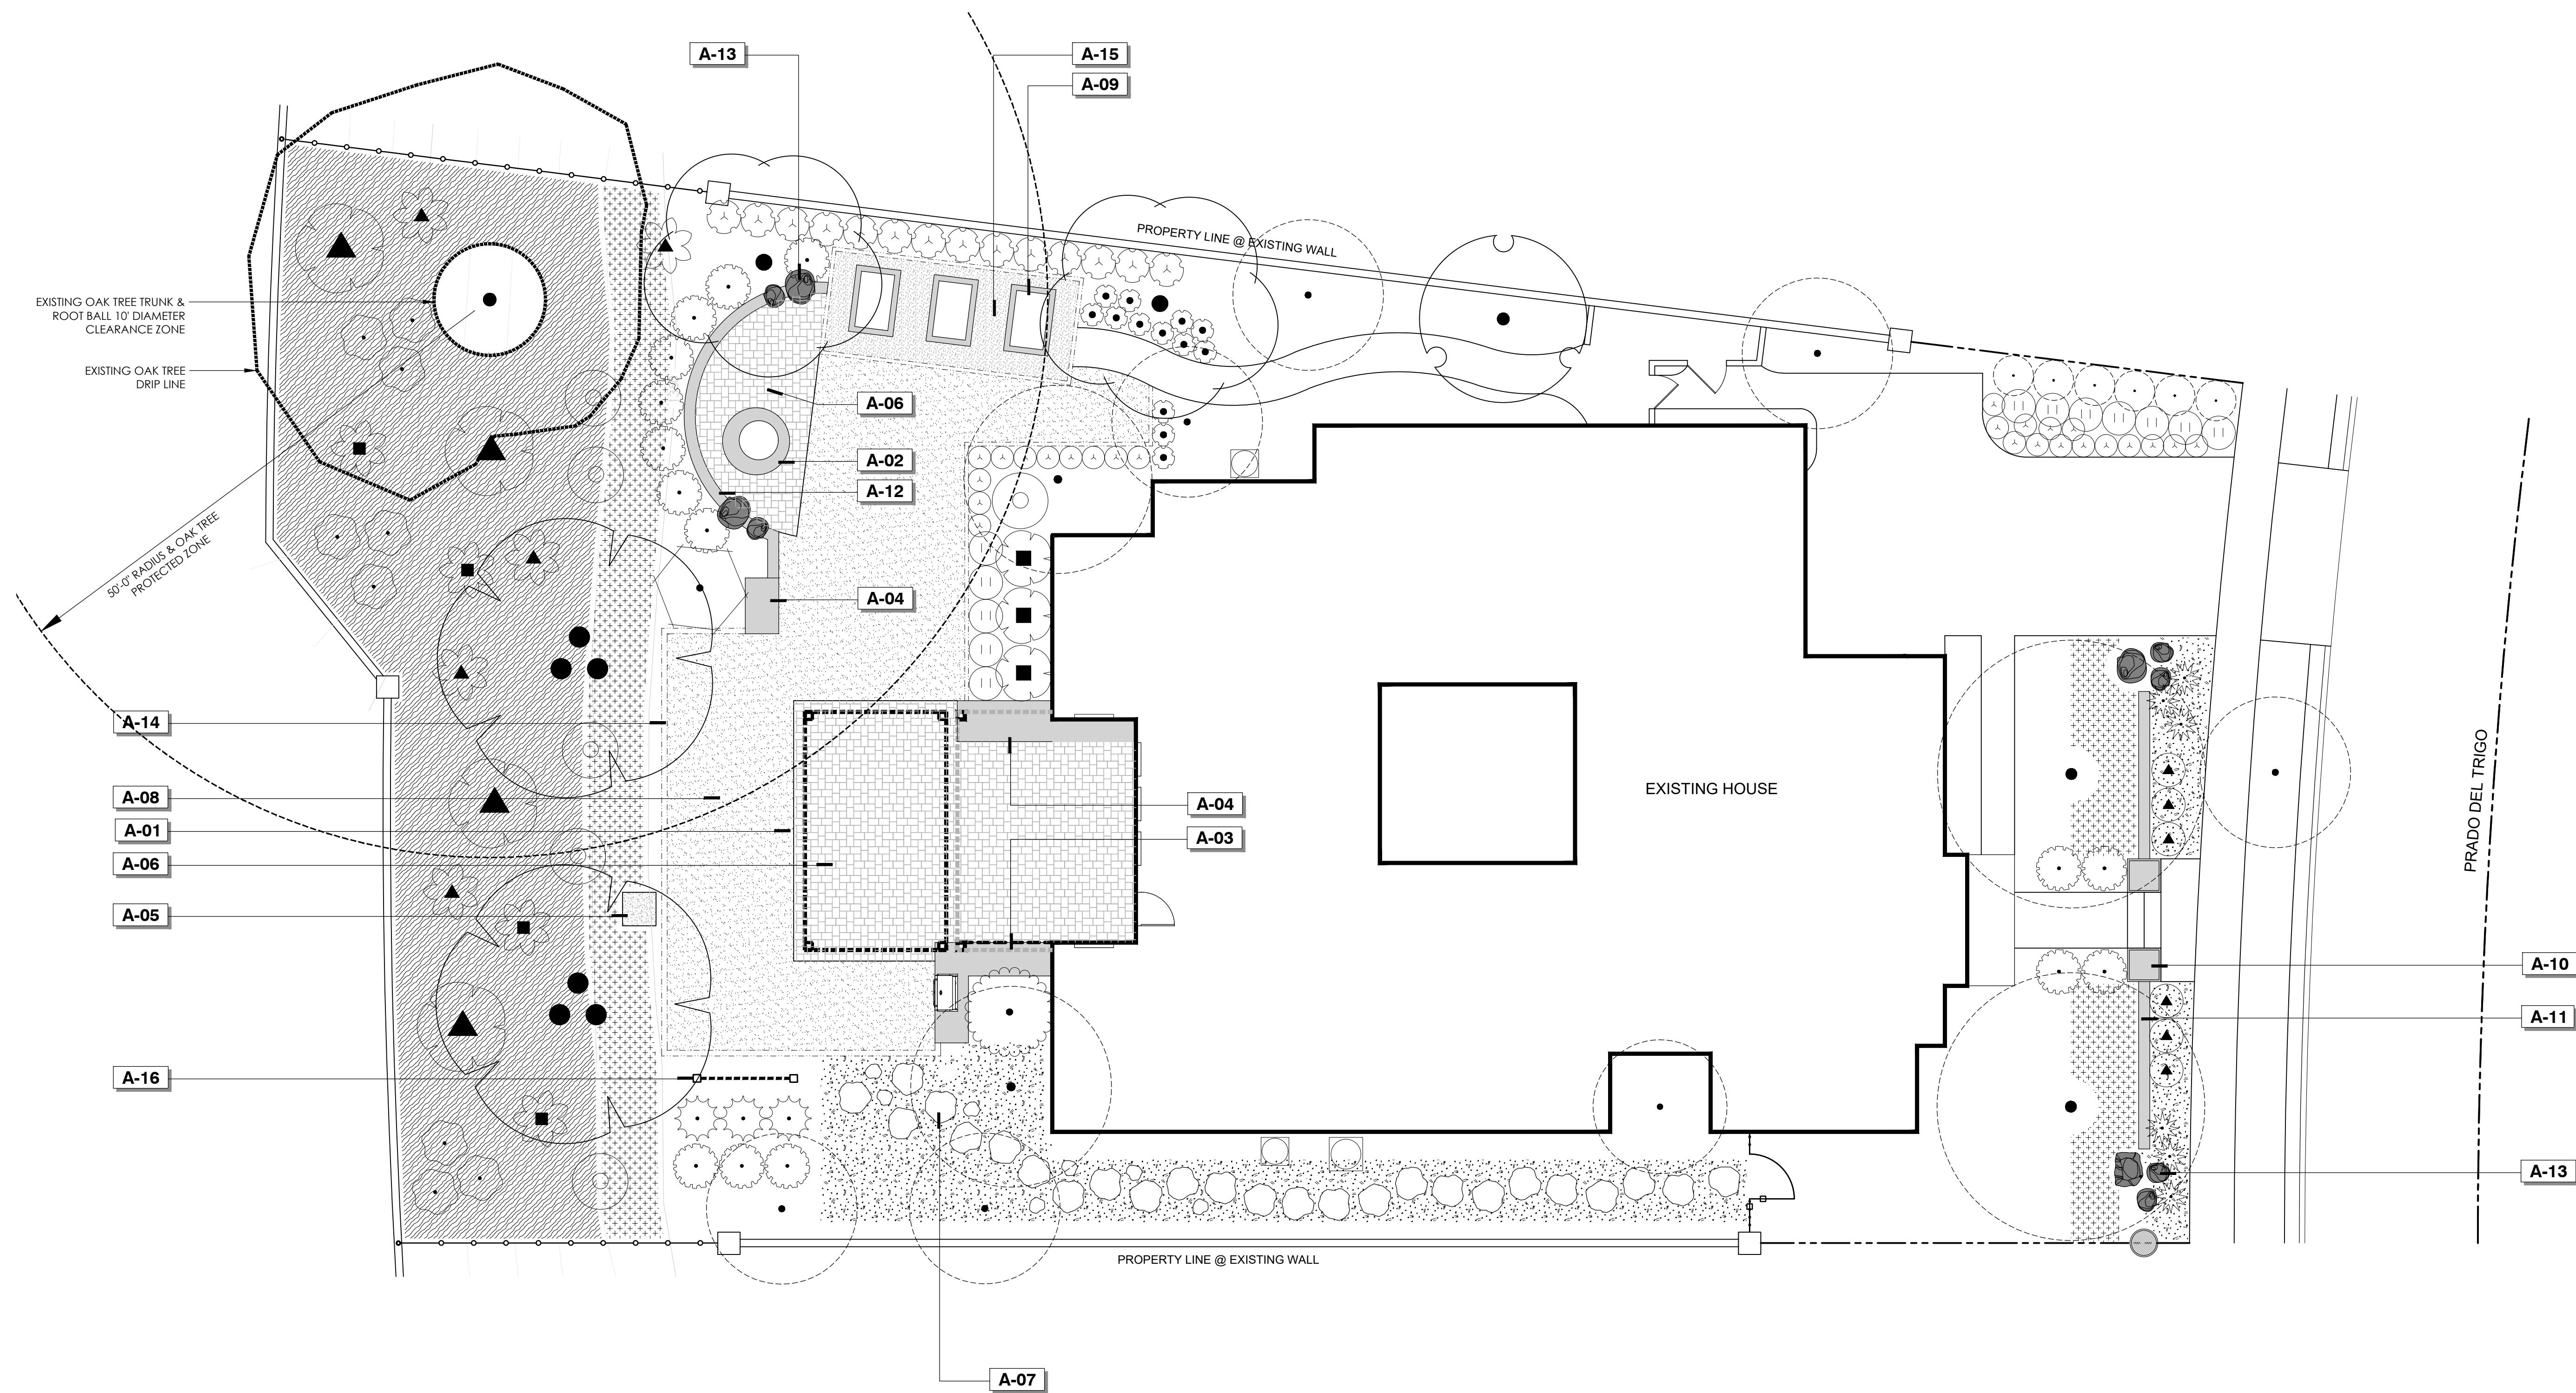 A-13
A-15
A-09
PROPERTY LINE @ EXISTING WALL
EXISTING OAK TREE TRUNK &
ROOT BALL 10' DIAMETER
CLEARANCE ZONE
EXISTING OAK TREE
DRIP LINE
A-06
A-02
A-12
50'-0" RADIUS & OAK TREE
PROTECTED ZONE
A-04
A-14
A-08
A-01
A-06
A-05
A-16
A-04
A-03
EXISTING HOUSE
PRADO DEL TRIGO
A-10
A-11
A-13
PROPERTY LINE @ EXISTING WALL
A-07